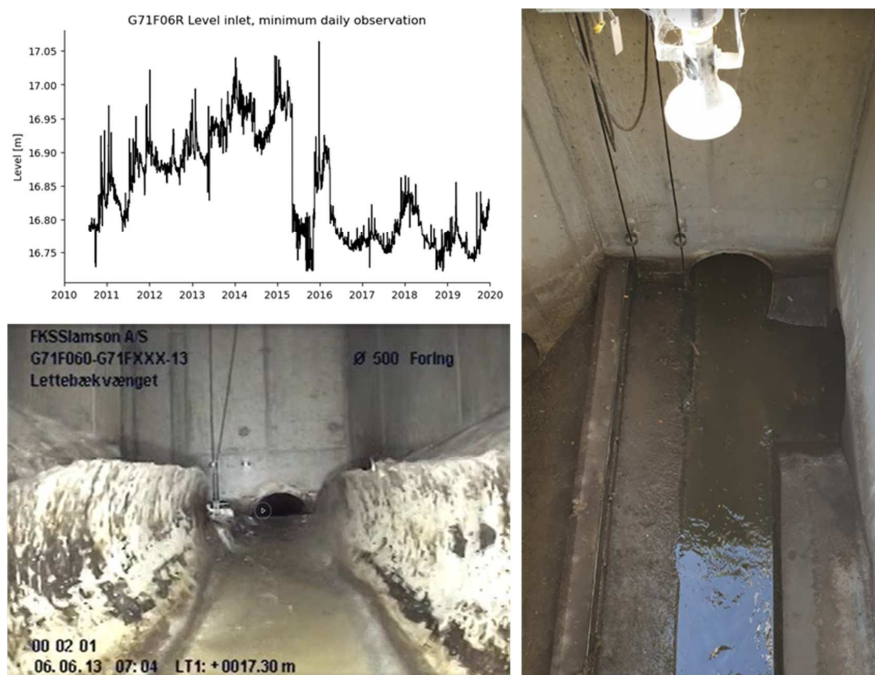 G71F06R Level inlet, minimum daily observation
Level [m]
17.05
17.00
16.95
16.90
16.85
16.80
16.75
2010 2011 2012 2013 2014 2015 2016 2017 2018 2019 2020
FKSSlamson A/S
G71F060-G71FXXX-13 Ø 500 Foring
Lettebækvænget
00 02 01
06.06.13 07:04 LT1: +0017.30 m